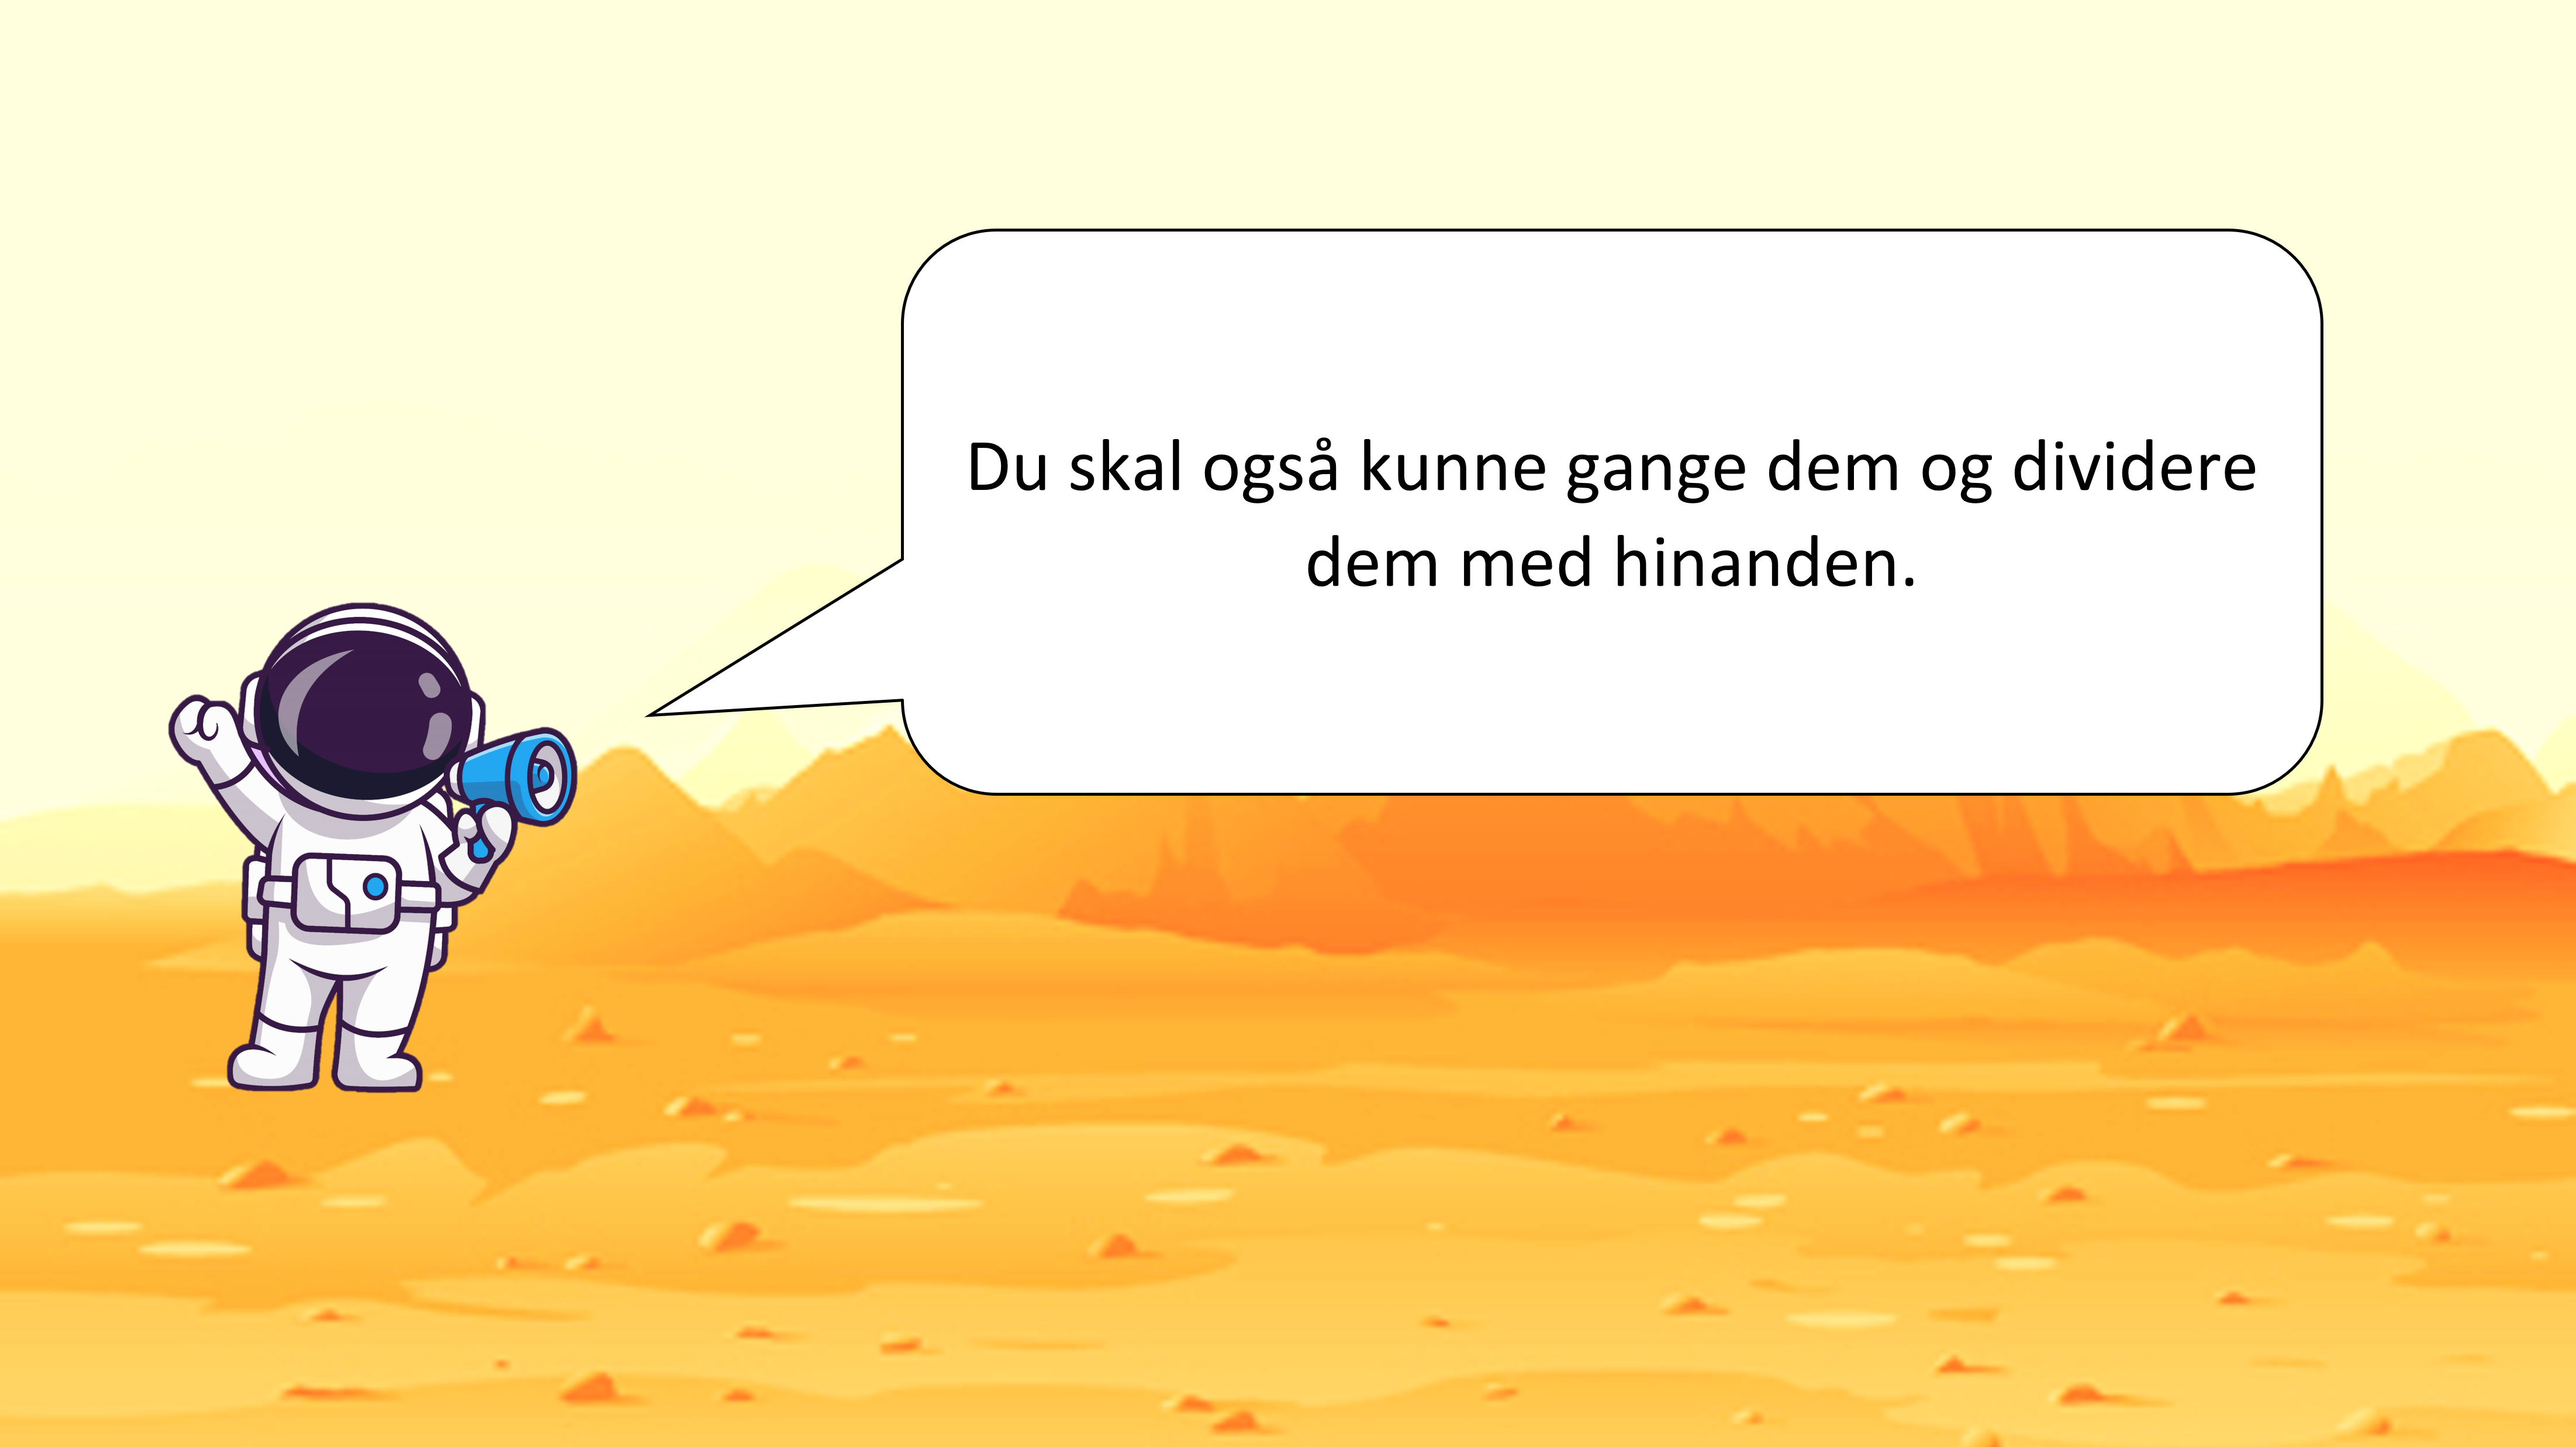 Du skal også kunne gange dem og dividere
dem med hinanden.